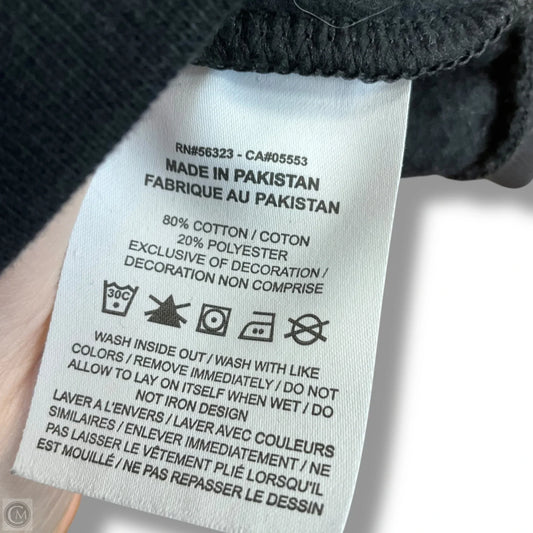 RN#56323 - CA#05553
MADE IN PAKISTAN
FABRIQUE AU PAKISTAN
80% COTTON / COTON
20% POLYESTER
EXCLUSIVE OF DECORATION /
DECORATION NON COMPRISE
30C
WASH INSIDE OUT / WASH WITH LIKE
COLORS / REMOVE IMMEDIATELY / DO NOT
ALLOW TO LAY ON ITSELF WHEN WET / DO
NOT IRON DESIGN
LAVER A L'ENVERS / LAVER AVEC COULEURS
SIMILAIRES / ENLEVER IMMEDIATEMENT / NE
PAS LAISSER LE VÊTEMENT PLIÉ LORSQU'IL
EST MOUILLÉ / NE PAS REPASSER LE DESSIN
CM